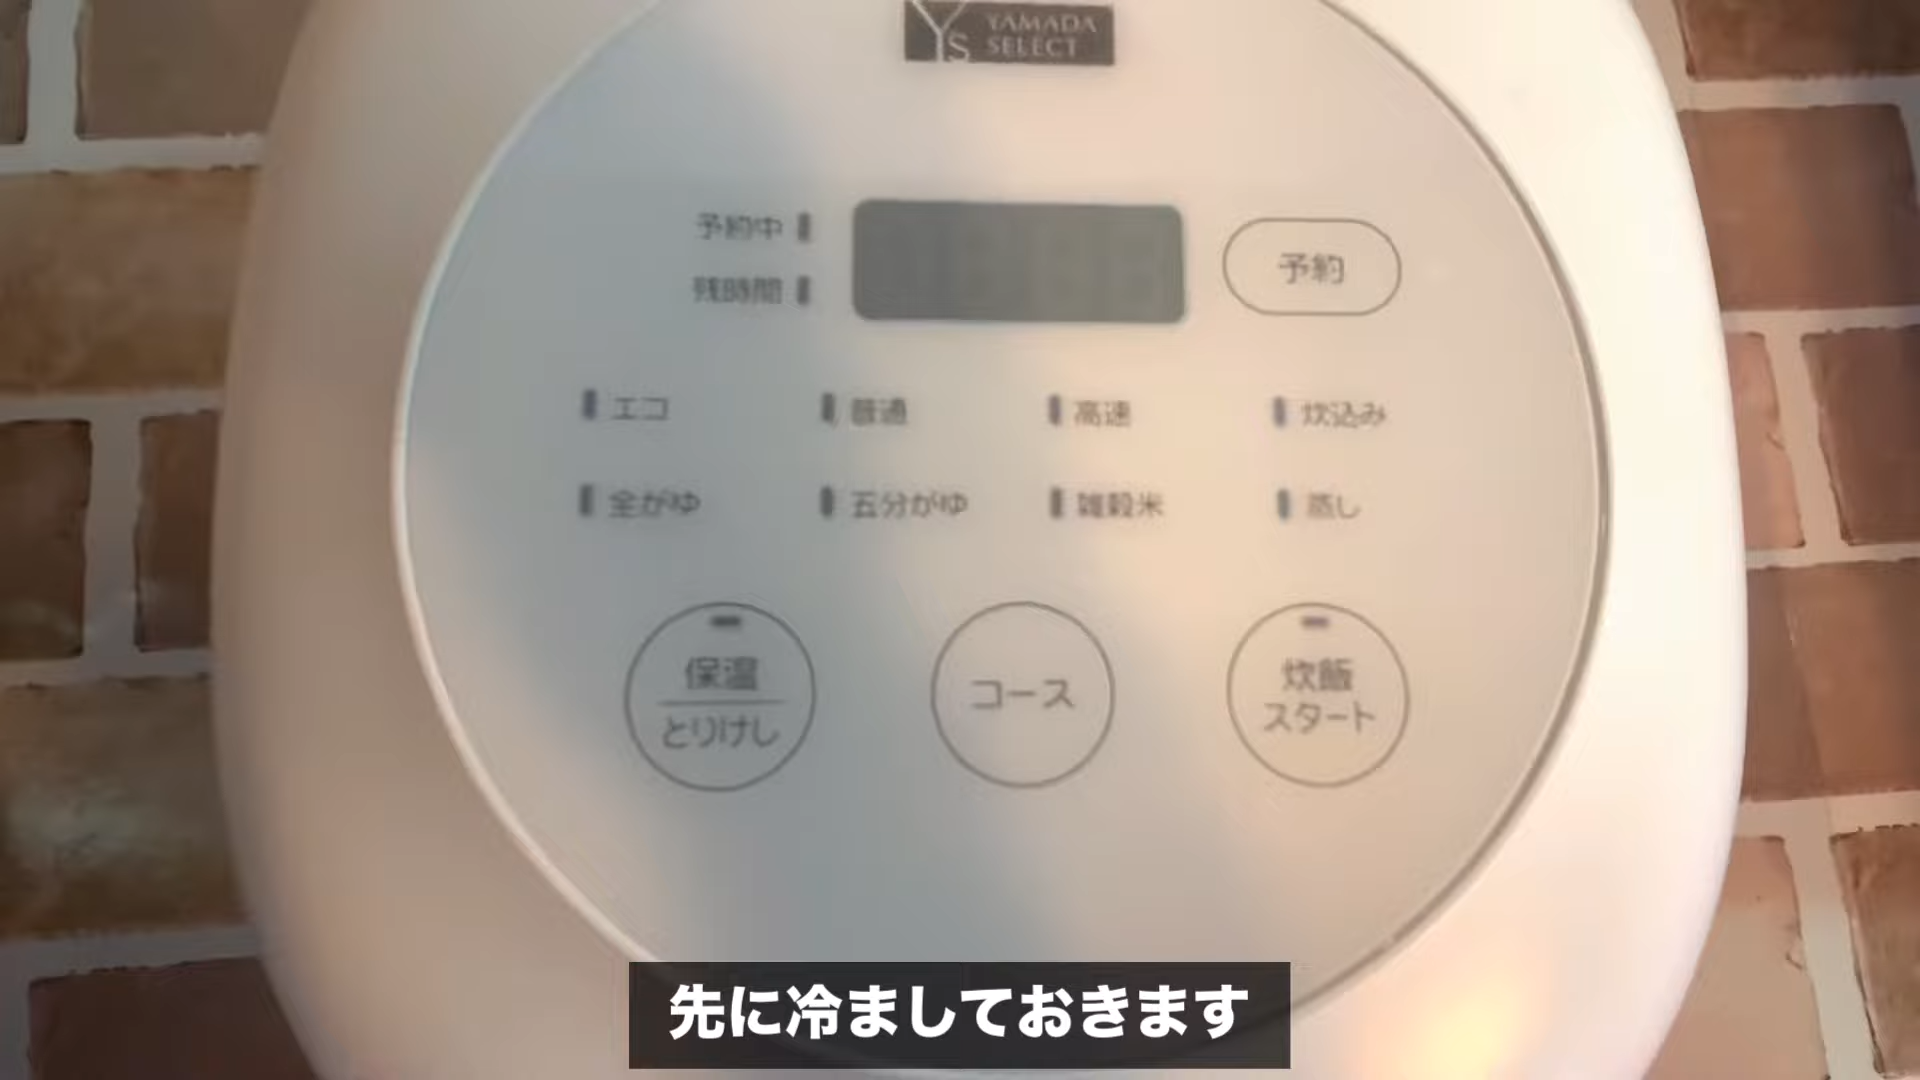 YAMADA
SELECT
予約中
残時間
予約
エコ
普通
高速
炊込み
全がゆ
五分がゆ
雑穀米
蒸し
保温
とりけし
コース
炊飯
スタート
先に冷ましておきます